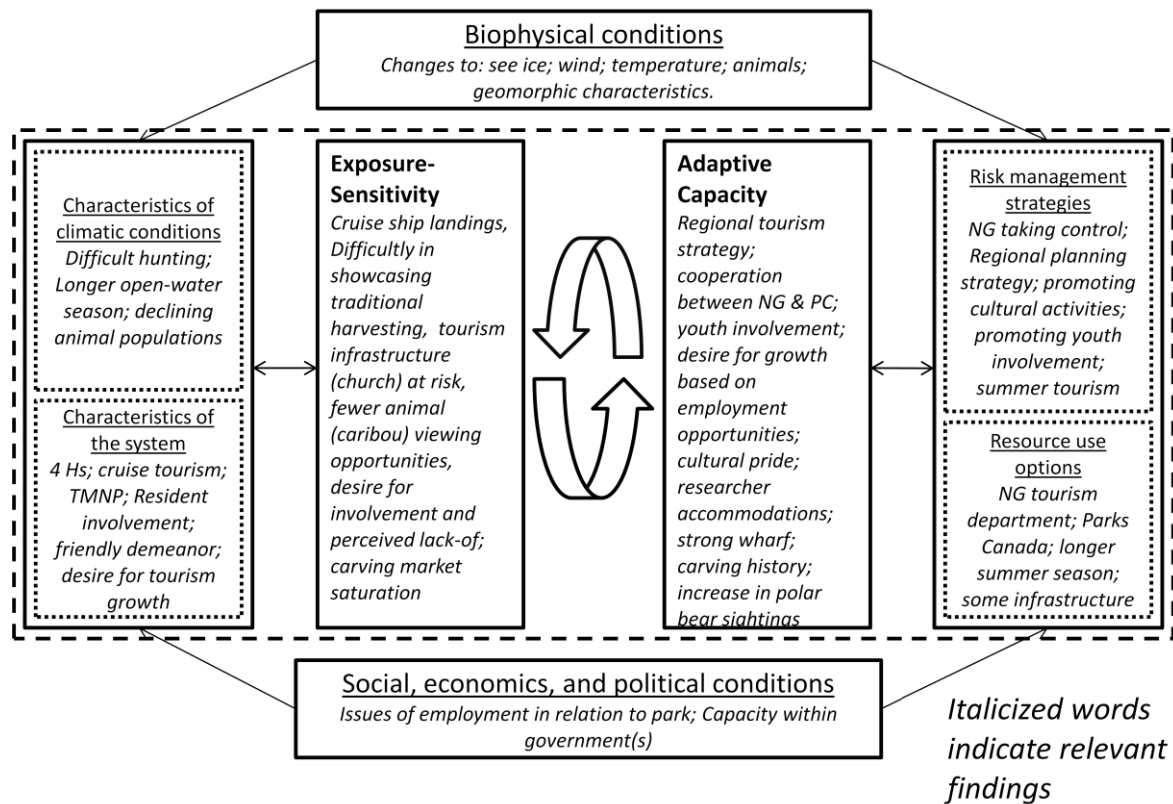 Biophysical conditions
Changes to: see ice; wind; temperature; animals;
geomorphic characteristics.
Characteristics of
climatic conditions
Difficult hunting;
Longer open-water
season; declining
animal populations
Characteristics of
the system
4 Hs; cruise tourism;
TMNP; Resident
involvement;
friendly demeanor;
desire for tourism
growth
Exposure-
Sensitivity
Cruise ship landings,
Difficultly in
showcasing
traditional
harvesting, tourism
infrastructure
(church) at risk,
fewer animal
(caribou) viewing
opportunities,
desire for
involvement and
perceived lack-of;
carving market
saturation
Adaptive
Capacity
Regional tourism
strategy;
cooperation
between NG & PC;
youth involvement;
desire for growth
based on
employment
opportunities;
cultural pride;
researcher
accommodations;
strong wharf;
carving history;
increase in polar
bear sightings
Risk management
strategies
NG taking control;
Regional planning
strategy; promoting
cultural activities;
promoting youth
involvement;
summer tourism
Resource use
options
NG tourism
department; Parks
Canada; longer
summer season;
some infrastructure
Social, economics, and political conditions
Issues of employment in relation to park; Capacity within
government(s)
Italicized words
indicate relevant
findings